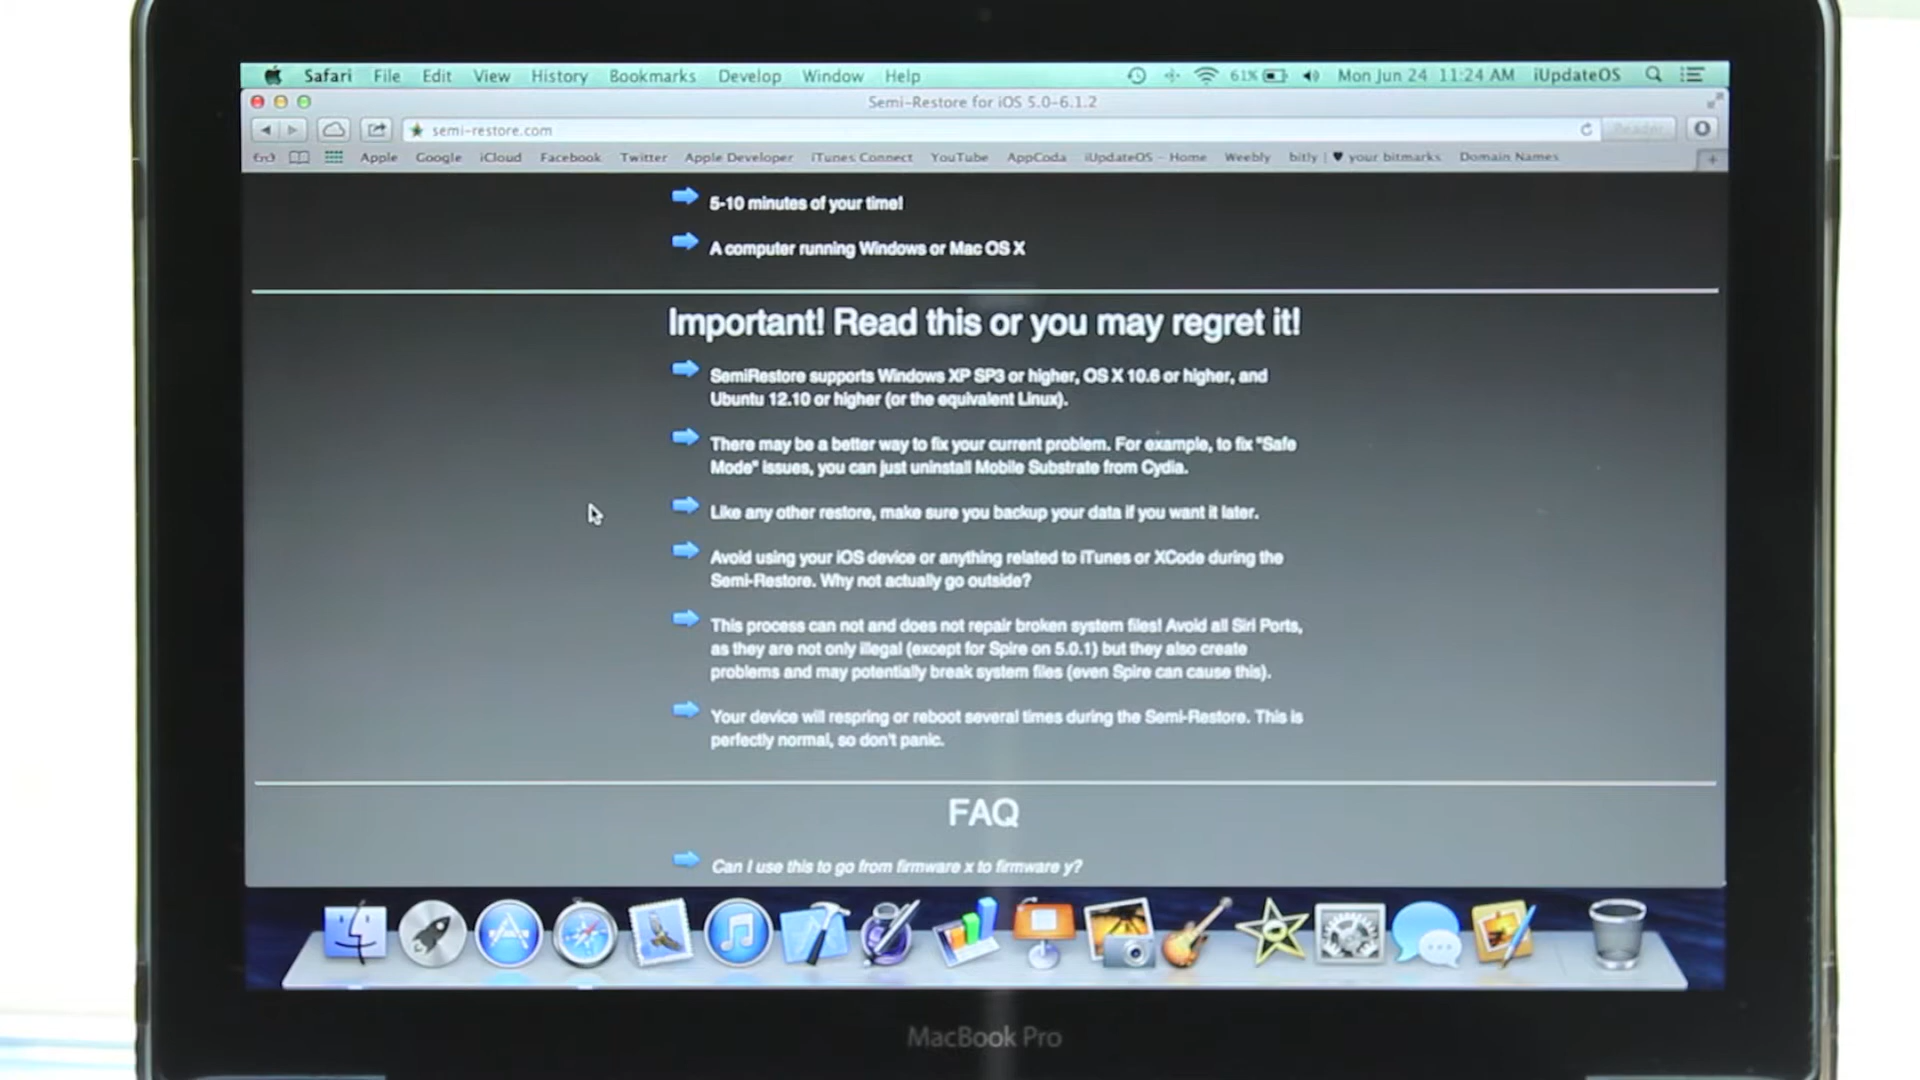 Safari File Edit View History Bookmarks Develop Window Help 61% Mon Jun 24 11:24 AM iUpdateOS
Semi-Restore for iOS 5.0-6.1.2
semi-restore.com Reader
Apple Google iCloud Facebook Twitter Apple Developer iTunes Connect YouTube AppCoda iUpdateOS - Home Weebly bitly | ♥ your bitmarks Domain Names
5-10 minutes of your time!
A computer running Windows or Mac OS X
Important! Read this or you may regret it!
SemiRestore supports Windows XP SP3 or higher, OS X 10.6 or higher, and
Ubuntu 12.10 or higher (or the equivalent Linux).
There may be a better way to fix your current problem. For example, to fix "Safe
Mode" issues, you can just uninstall Mobile Substrate from Cydia.
Like any other restore, make sure you backup your data if you want it later.
Avoid using your iOS device or anything related to iTunes or XCode during the
Semi-Restore. Why not actually go outside?
This process can not and does not repair broken system files! Avoid all Siri Ports,
as they are not only illegal (except for Spire on 5.0.1) but they also create
problems and may potentially break system files (even Spire can cause this).
Your device will respring or reboot several times during the Semi-Restore. This is
perfectly normal, so don't panic.
FAQ
Can I use this to go from firmware x to firmware y?
MacBook Pro